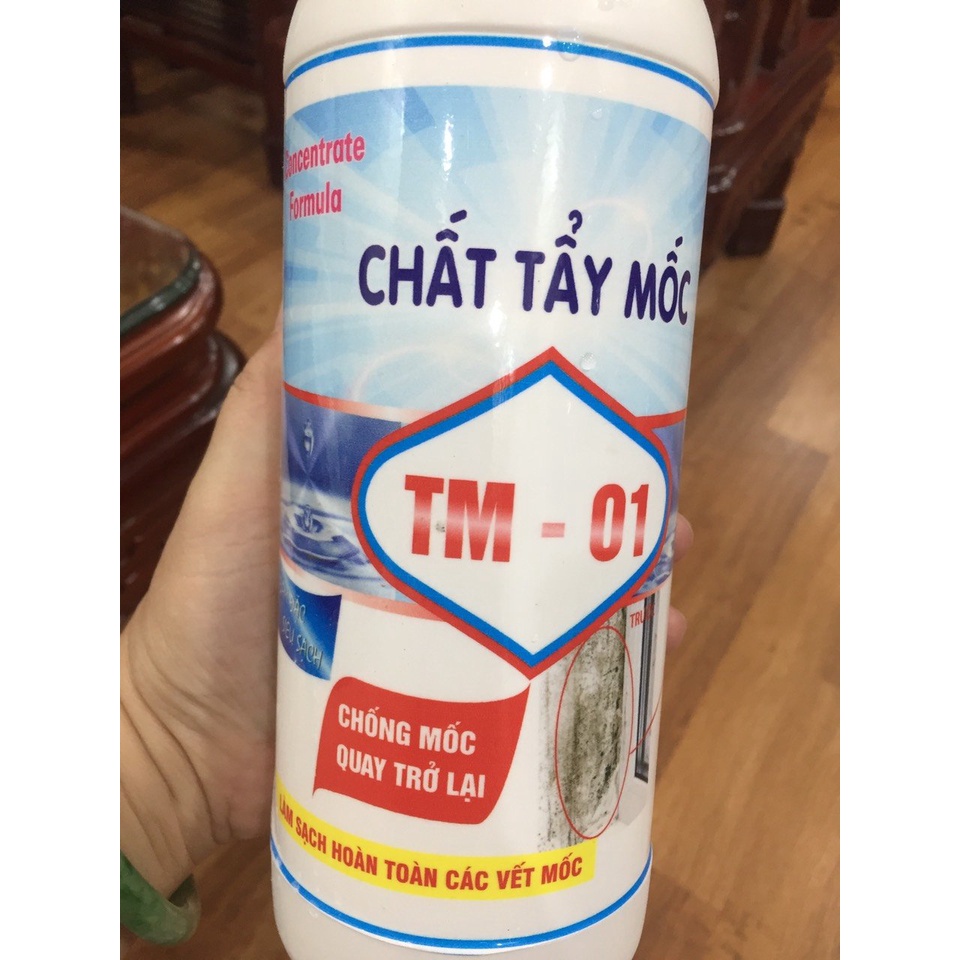 Concentrate
Formula
CHẤT TẨY MỐC
TM - 01
SẠCH
CHỐNG MỐC
QUAY TRỞ LẠI
LÀM SẠCH HOÀN TOÀN CÁC VẾT MỐC